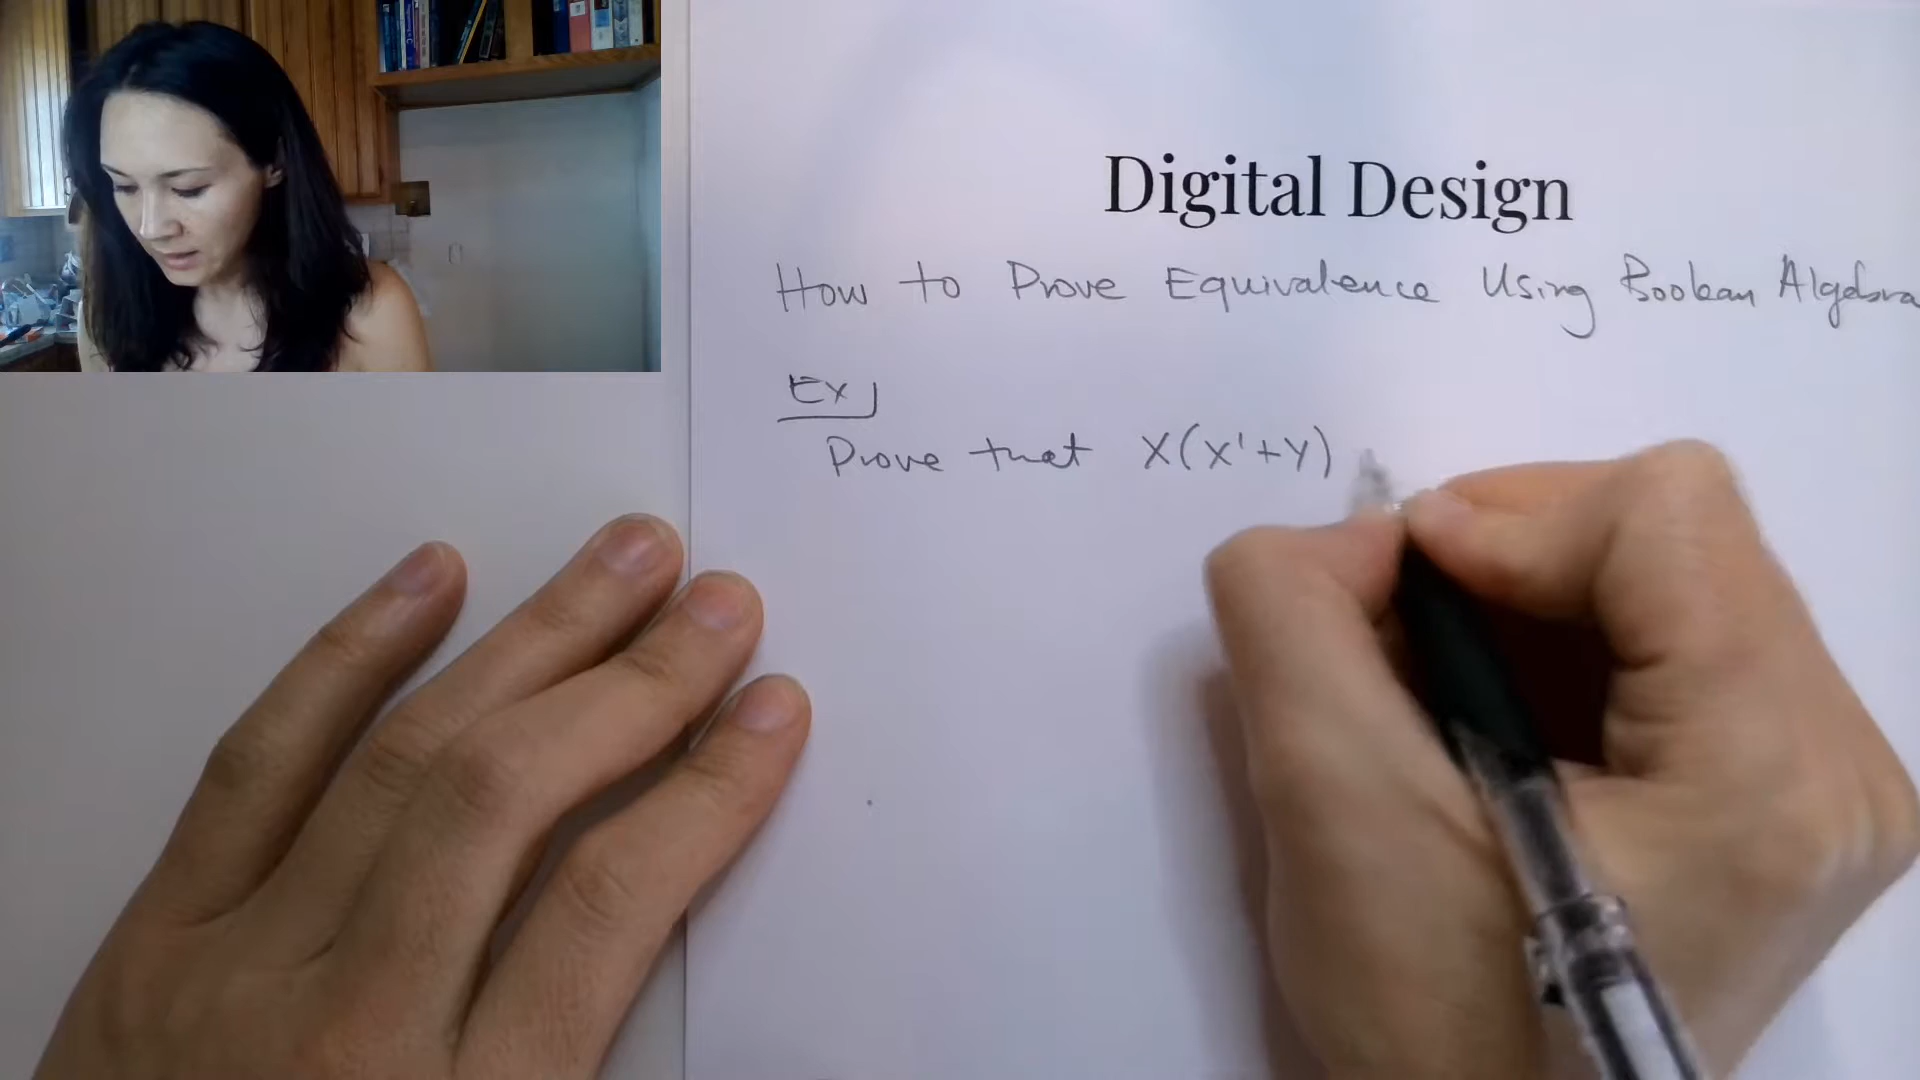 Digital Design
How to Prove Equivalence Using Boolean Algebra
Ex
Prove that X(X'+Y)